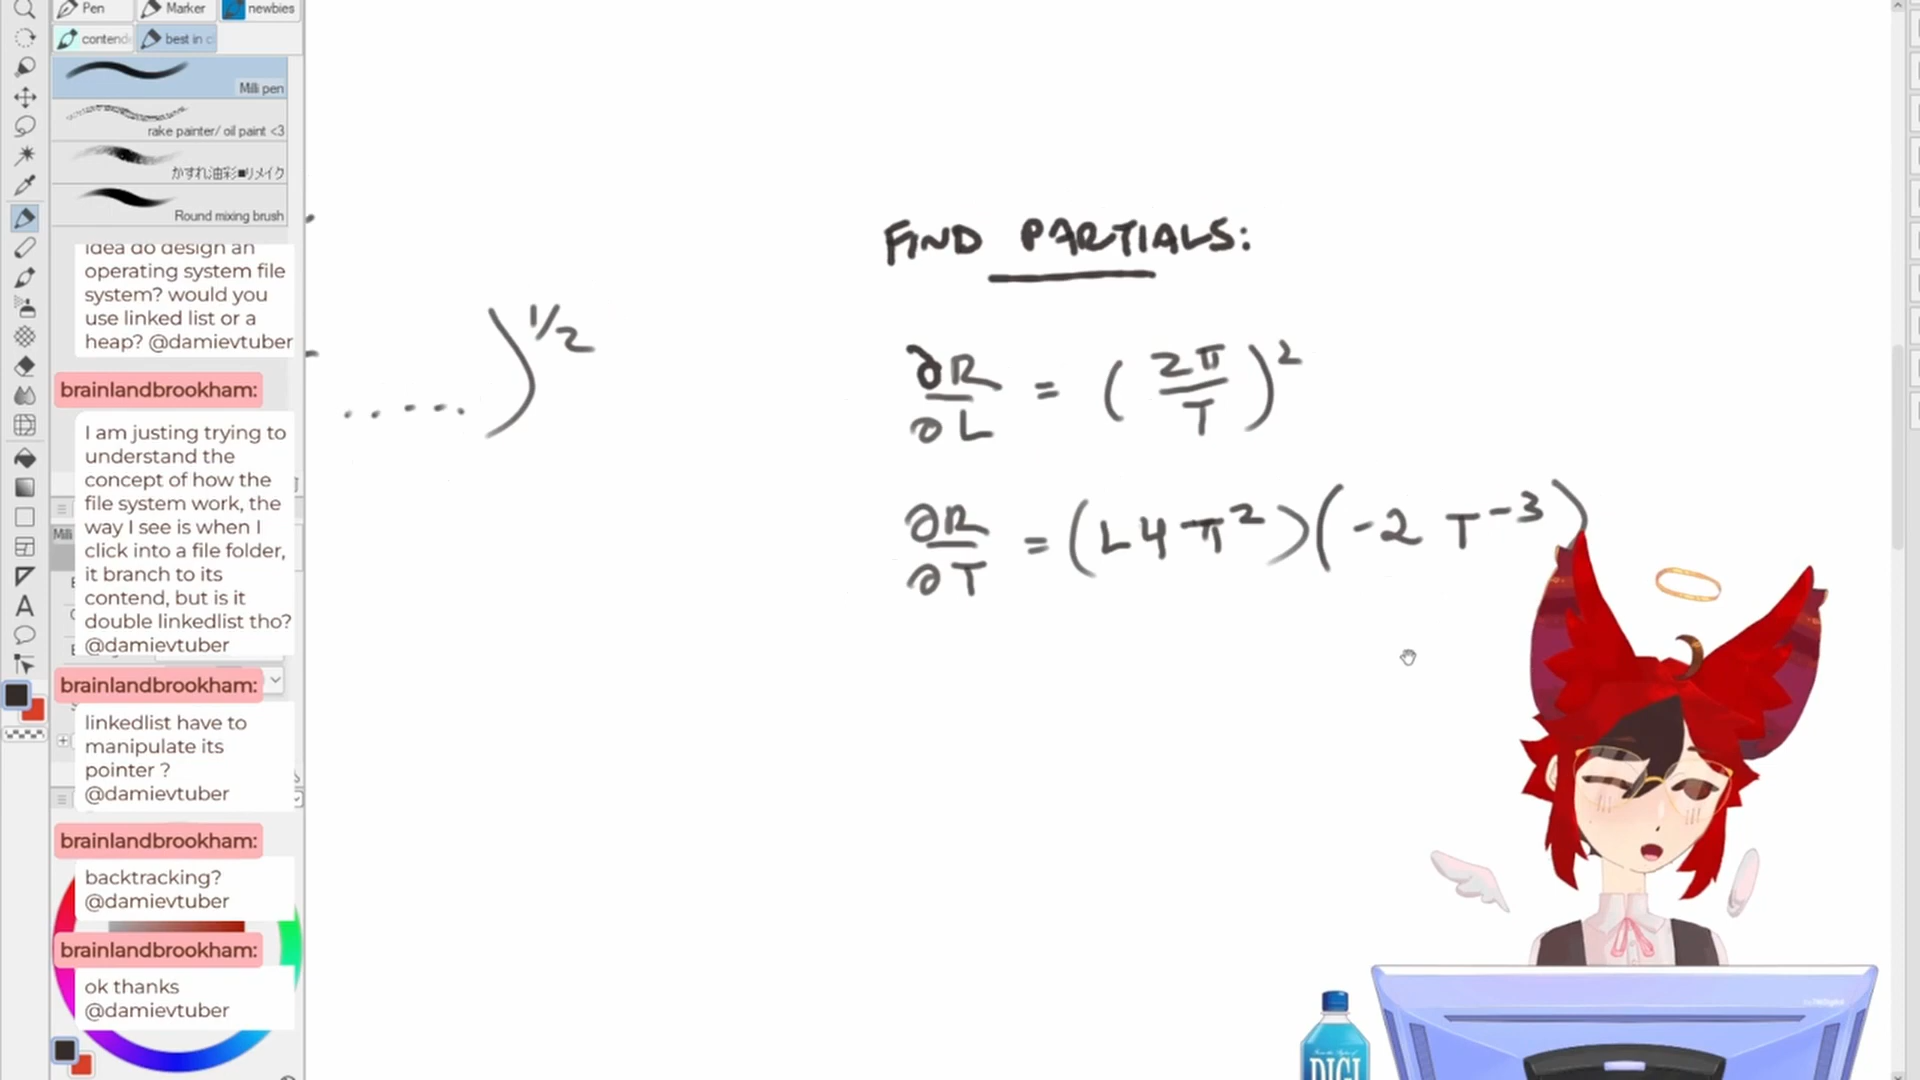 Pen Marker newbies
contend best in c
Milli pen
rake painter/ oil paint <3
かすれ油彩■リメイク
Round mixing brush
idea do design an
operating system file
system? would you
use linked list or a
heap? @damievtuber
brainlandbrookham:
I am justing trying to
understand the
concept of how the
file system work, the
way I see is when I
click into a file folder,
it branch to its
contend, but is it
double linkedlist tho?
@damievtuber
brainlandbrookham:
linkedlist have to
manipulate its
pointer ?
@damievtuber
brainlandbrookham:
backtracking?
@damievtuber
brainlandbrookham:
ok thanks
@damievtuber
.....)^1/2
FIND PARTIALS:
∂R/∂L = (2π/T)²
∂R/∂T = (L4π²)(-2T⁻³)
DIGI